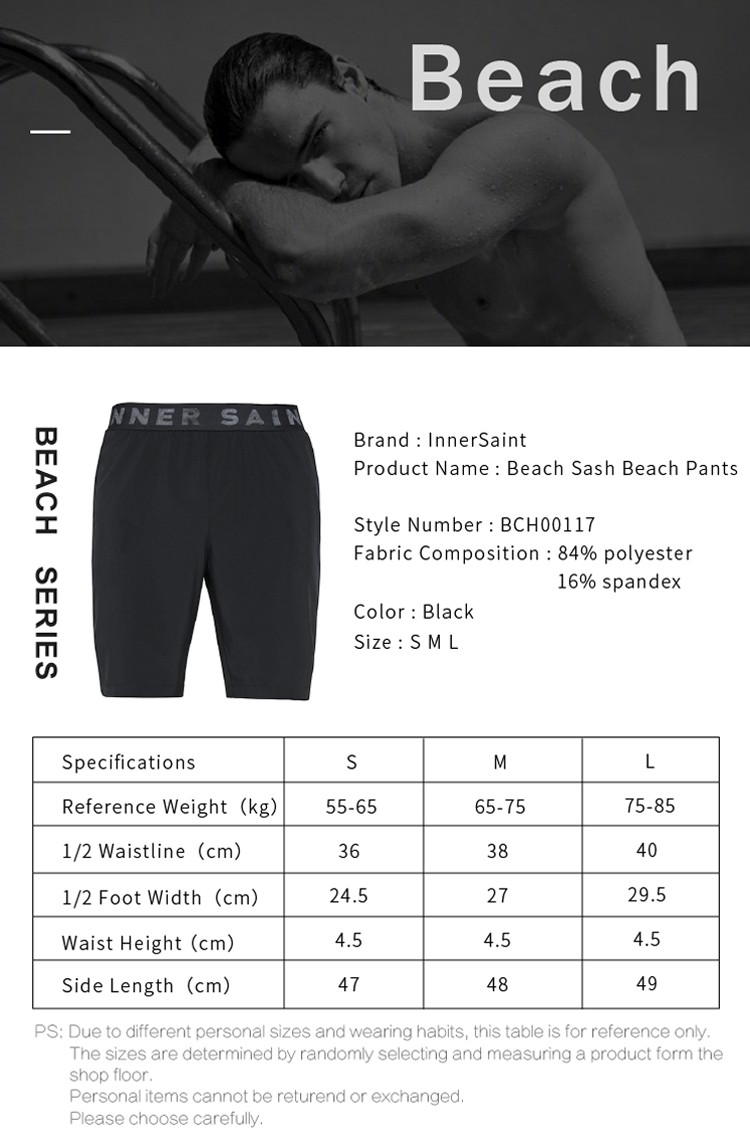 Beach
BEACH SERIES
NNER SAIN
Brand : InnerSaint
Product Name : Beach Sash Beach Pants
Style Number : BCH00117
Fabric Composition : 84% polyester
16% spandex
Color : Black
Size : S M L
Specifications S M L
Reference Weight（kg） 55-65 65-75 75-85
1/2 Waistline（cm） 36 38 40
1/2 Foot Width（cm） 24.5 27 29.5
Waist Height（cm） 4.5 4.5 4.5
Side Length（cm） 47 48 49
PS: Due to different personal sizes and wearing habits, this table is for reference only.
The sizes are determined by randomly selecting and measuring a product form the
shop floor.
Personal items cannot be returend or exchanged.
Please choose carefully.